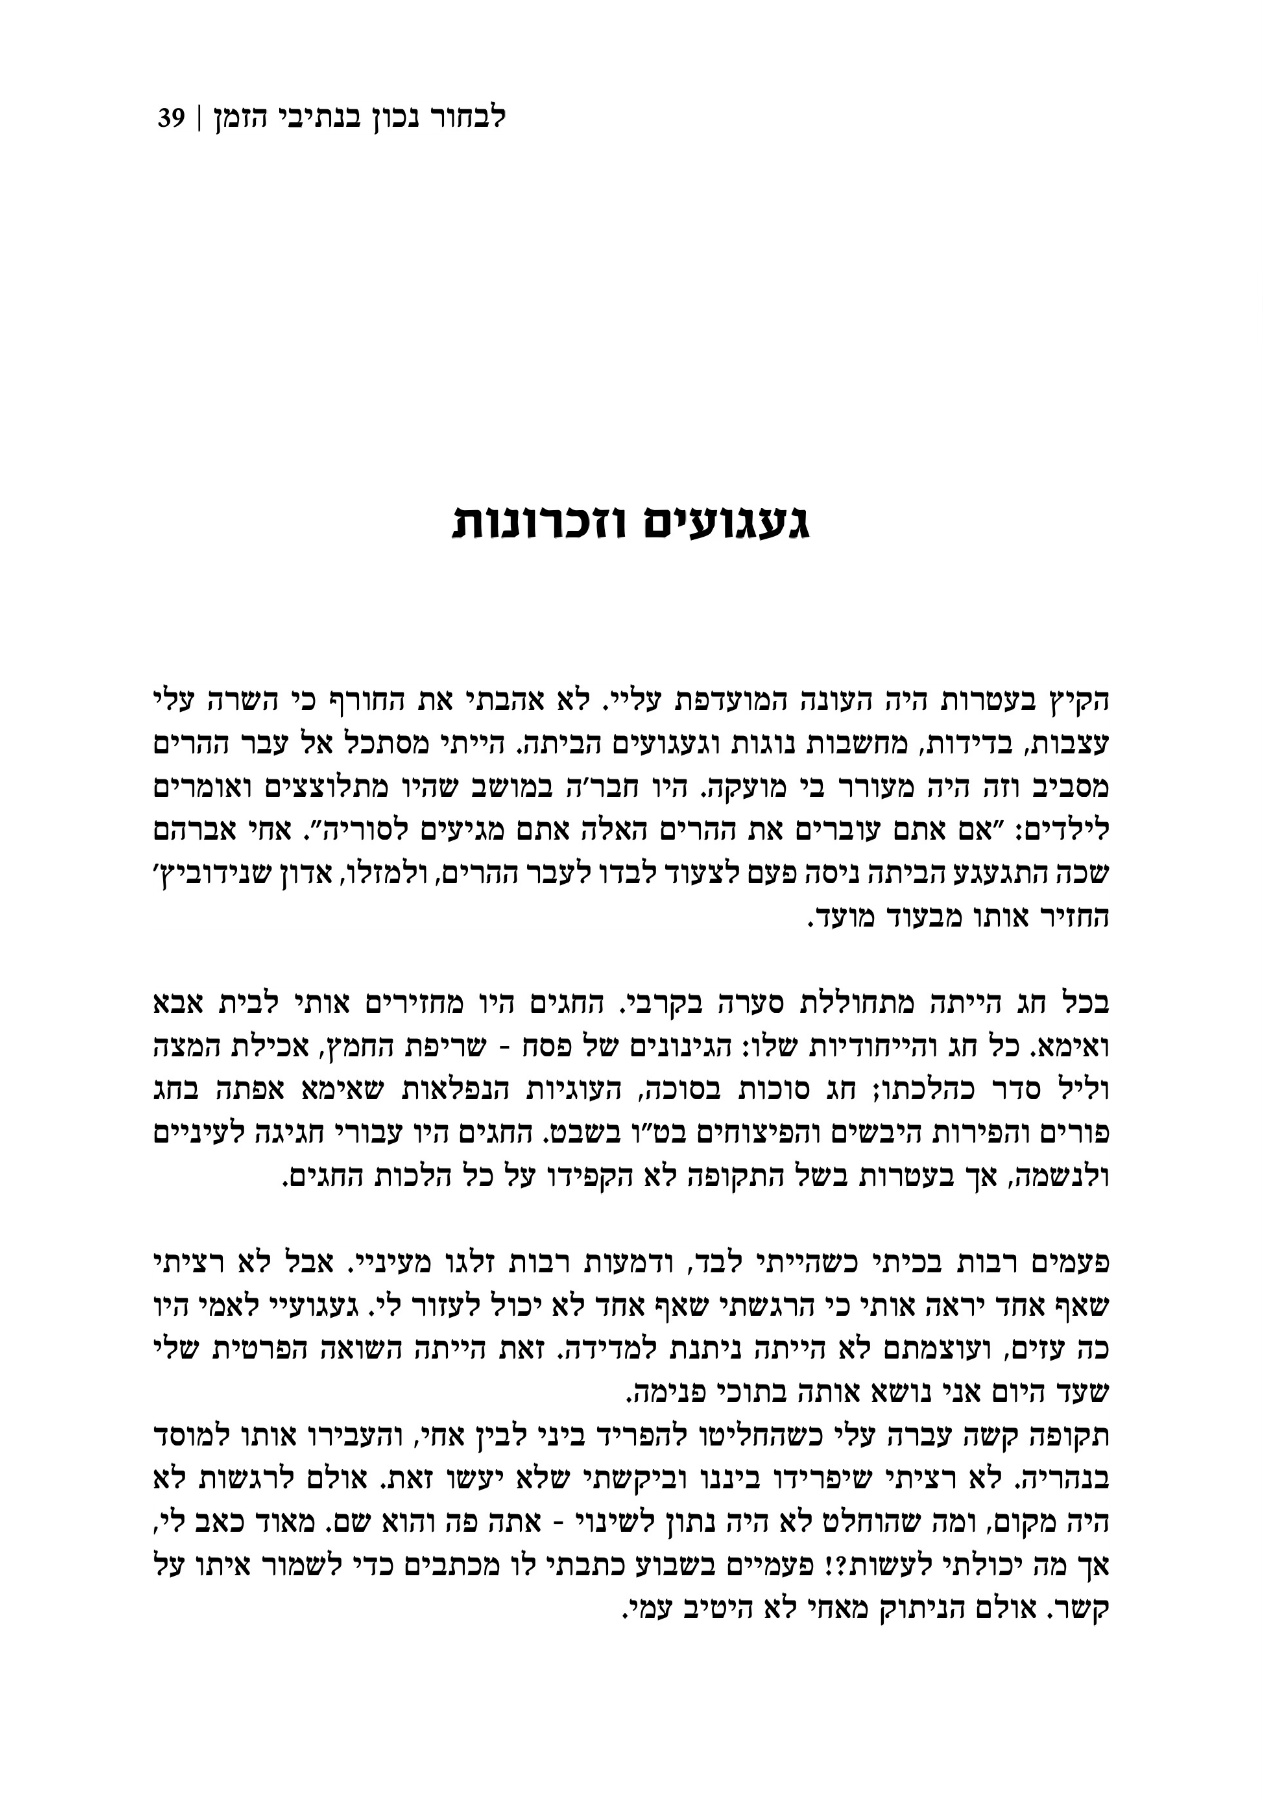 לבחור נכון בנתיבי הזמן | 39
געגועים וזכרונות
הקיץ בעטרות היה העונה המועדפת עליי. לא אהבתי את החורף כי השרה עלי
עצבות, בדידות, מחשבות נוגות וגעגועים הביתה. הייתי מסתכל אל עבר ההרים
מסביב וזה היה מעורר בי מועקה. היו חבר'ה במושב שהיו מתלוצצים ואומרים
לילדים: "אם אתם עוברים את ההרים האלה אתם מגיעים לסוריה". אחי אברהם
שכה התגעגע הביתה ניסה פעם לצעוד לבדו לעבר ההרים, ולמזלו, אדון שנידוביץ'
החזיר אותו מבעוד מועד.
בכל חג הייתה מתחוללת סערה בקרבי. החגים היו מחזירים אותי לבית אבא
ואימא. כל חג והייחודיות שלו: הגינונים של פסח - שריפת החמץ, אכילת המצה
וליל סדר כהלכתו; חג סוכות בסוכה, העוגיות הנפלאות שאימא אפתה בחג
פורים והפירות היבשים והפיצוחים בט"ו בשבט. החגים היו עבורי חגיגה לעיניים
ולנשמה, אך בעטרות בשל התקופה לא הקפידו על כל הלכות החגים.
פעמים רבות בכיתי כשהייתי לבד, ודמעות רבות זלגו מעיניי. אבל לא רציתי
שאף אחד יראה אותי כי הרגשתי שאף אחד לא יכול לעזור לי. געגועיי לאמי היו
כה עזים, ועוצמתם לא הייתה ניתנת למדידה. זאת הייתה השואה הפרטית שלי
שעד היום אני נושא אותה בתוכי פנימה.
תקופה קשה עברה עלי כשהחליטו להפריד ביני לבין אחי, והעבירו אותו למוסד
בנהריה. לא רציתי שיפרידו ביננו וביקשתי שלא יעשו זאת. אולם לרגשות לא
היה מקום, ומה שהוחלט לא היה נתון לשינוי - אתה פה והוא שם. מאוד כאב לי,
אך מה יכולתי לעשות?! פעמיים בשבוע כתבתי לו מכתבים כדי לשמור איתו על
קשר. אולם הניתוק מאחי לא היטיב עמי.